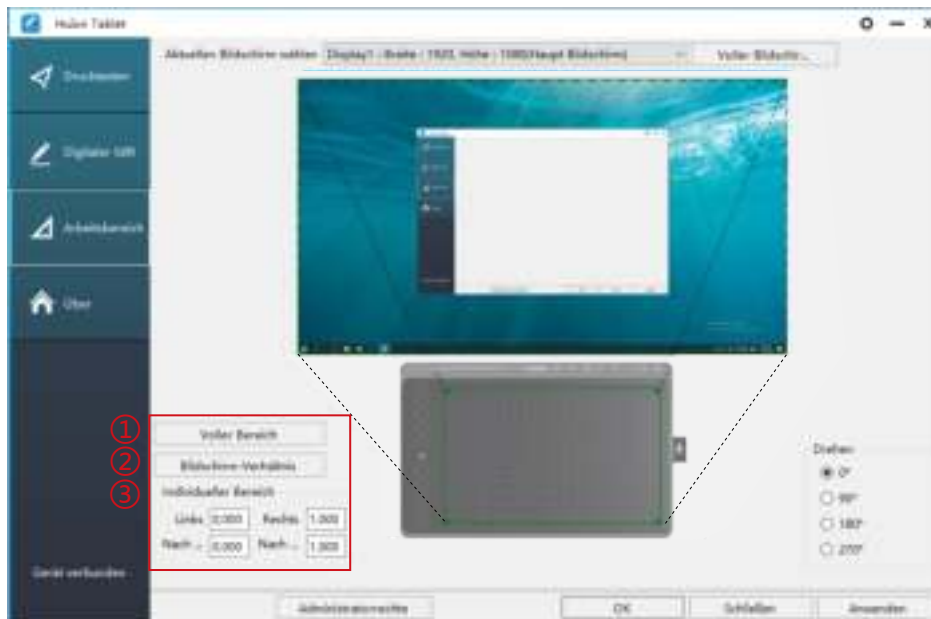 Huion Tablet
Aktuellen Bildschirm wählen Display1 : Breite : 1920, Höhe : 1080(Haupt Bildschirm) Voller Bildschir...
Drucktasten
Digitaler Stift
Arbeitsbereich
Über
① Voller Bereich
② Bildschirm-Verhältnis
③ Individueller Bereich
Links 0.000 Rechts 1.000
Nach .. 0.000 Nach .. 1.000
Drehen
0°
90°
180°
270°
Gerät verbunden
Administratorrechte OK Schließen Anwenden